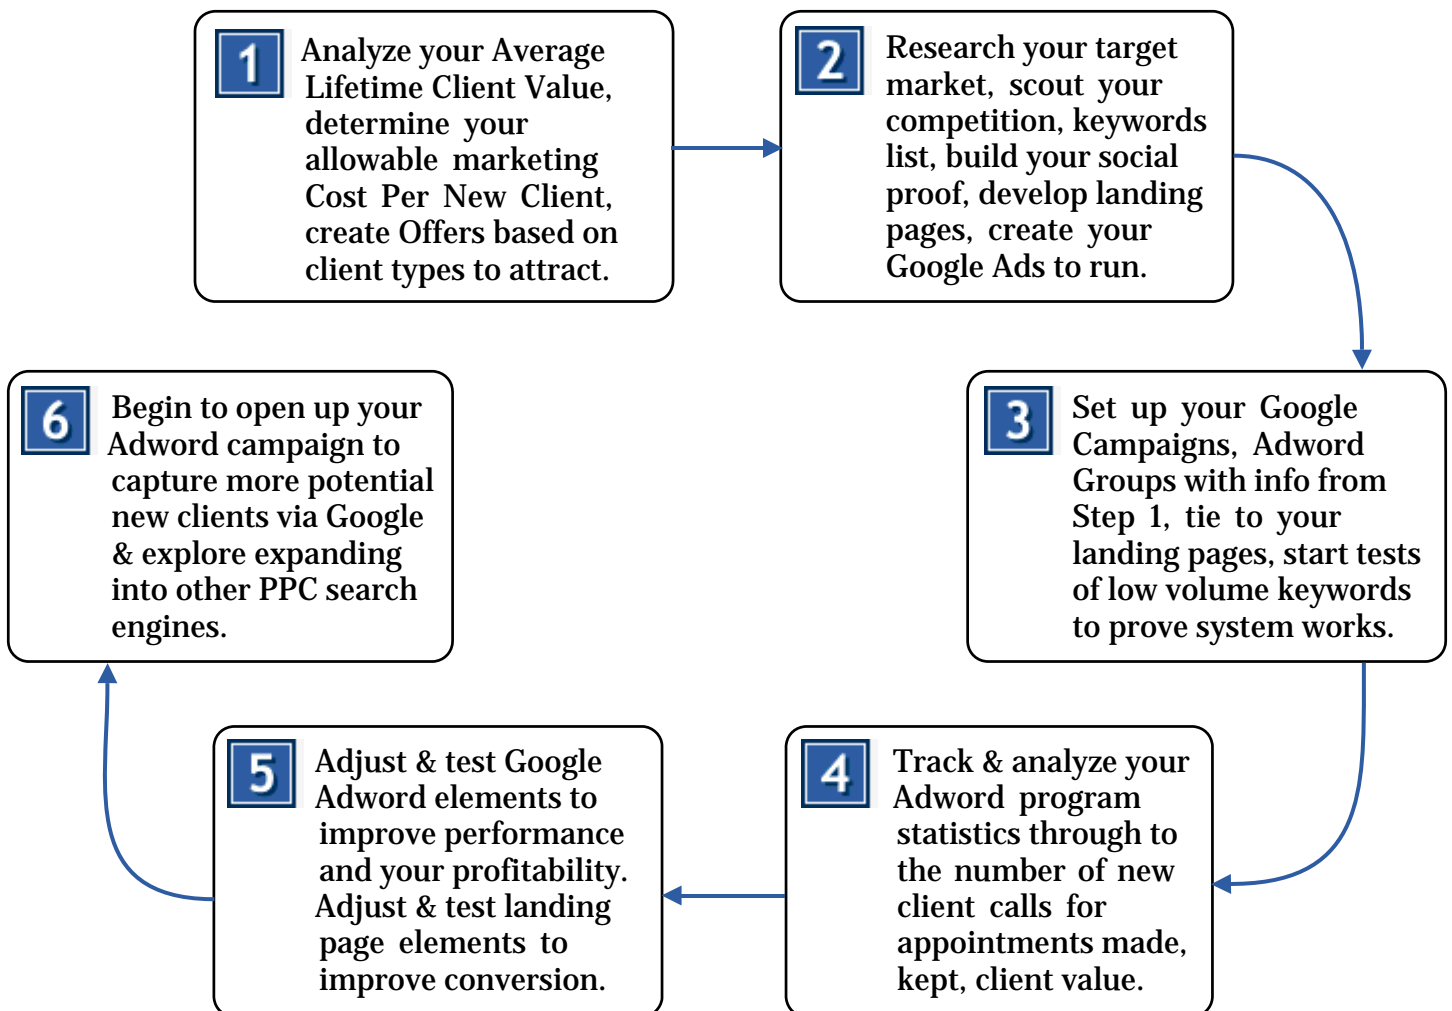 1
Analyze your Average
Lifetime Client Value,
determine your
allowable marketing
Cost Per New Client,
create Offers based on
client types to attract.
2
Research your target
market, scout your
competition, keywords
list, build your social
proof, develop landing
pages, create your
Google Ads to run.
3
Set up your Google
Campaigns, Adword
Groups with info from
Step 1, tie to your
landing pages, start tests
of low volume keywords
to prove system works.
4
Track & analyze your
Adword program
statistics through to
the number of new
client calls for
appointments made,
kept, client value.
5
Adjust & test Google
Adword elements to
improve performance
and your profitability.
Adjust & test landing
page elements to
improve conversion.
6
Begin to open up your
Adword campaign to
capture more potential
new clients via Google
& explore expanding
into other PPC search
engines.